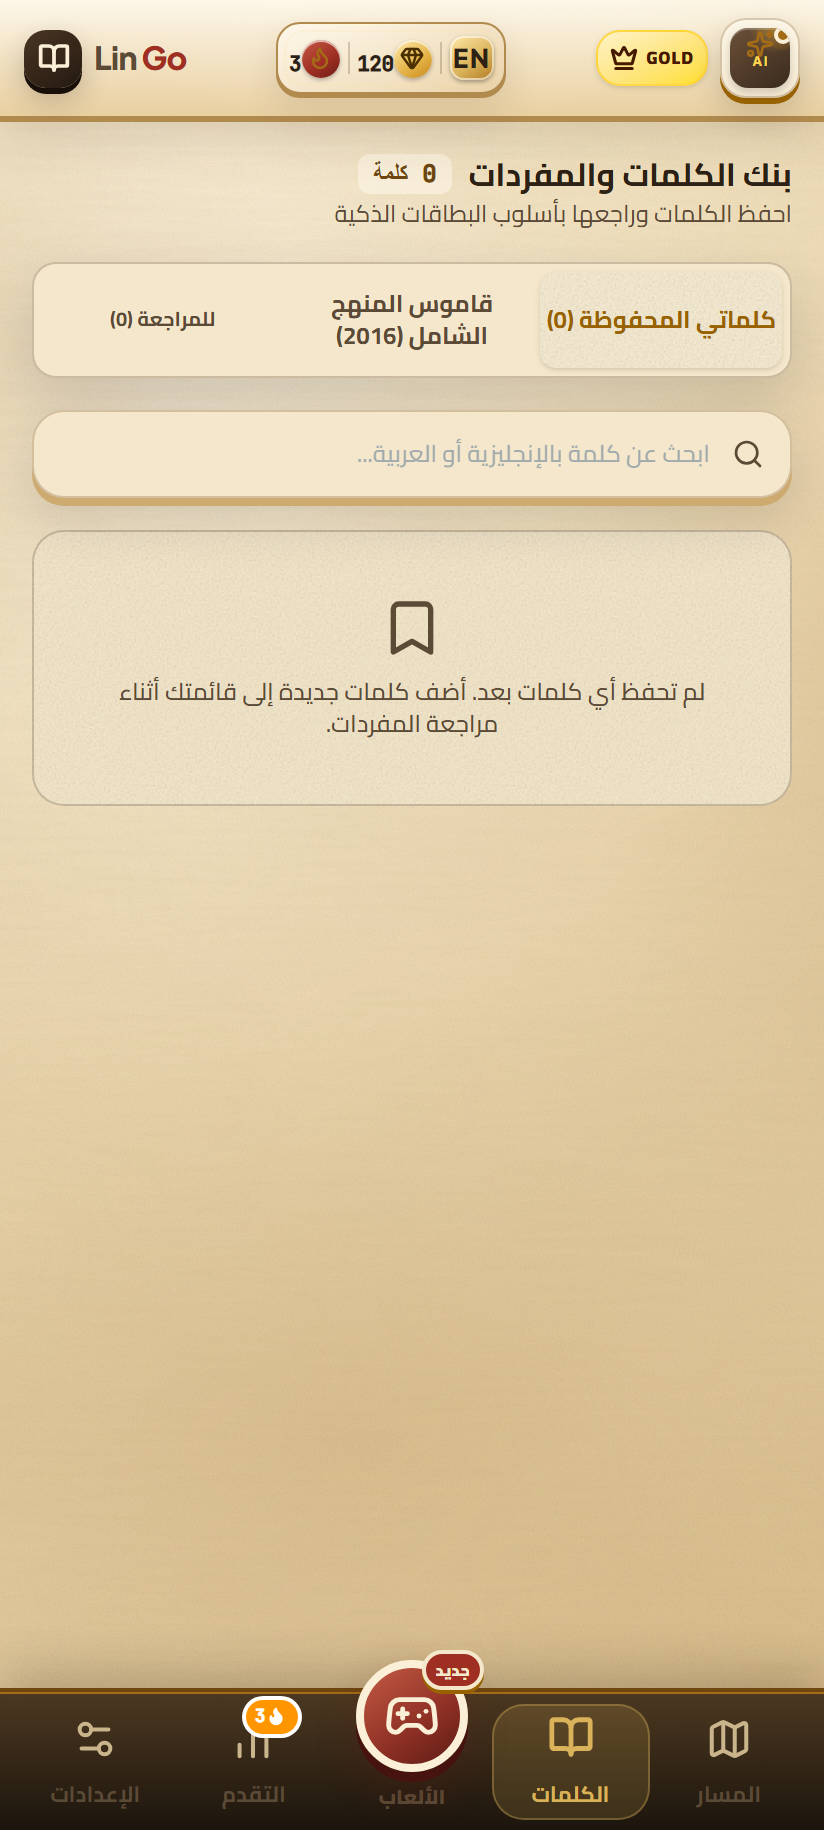 Lin Go
3
120
EN
GOLD
AI
بنك الكلمات والمفردات
0 كلمة
احفظ الكلمات وراجعها بأسلوب البطاقات الذكية
كلماتي المحفوظة (0)
قاموس المنهج
الشامل (2016)
للمراجعة (0)
ابحث عن كلمة بالإنجليزية أو العربية...
لم تحفظ أي كلمات بعد. أضف كلمات جديدة إلى قائمتك أثناء
مراجعة المفردات.
المسار
الكلمات
جديد
الألعاب
3
التقدم
الإعدادات